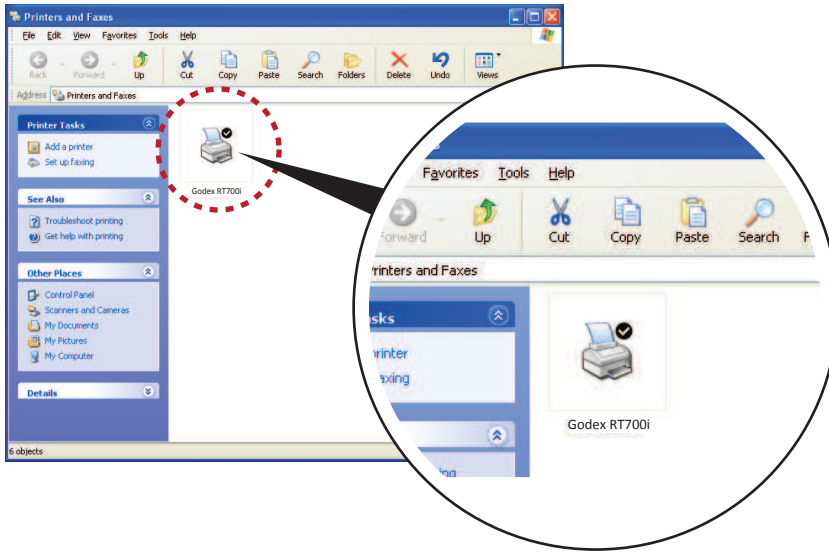 Printers and Faxes
File Edit View Favorites Tools Help
Back Forward Up Cut Copy Paste Search Folders Delete Undo Views
Address Printers and Faxes
Printer Tasks
Add a printer
Set up faxing
See Also
Troubleshoot printing
Get help with printing
Other Places
Control Panel
Scanners and Cameras
My Documents
My Pictures
My Computer
Details
Godex RT700i
6 objects
Favorites Tools Help
Forward Up Cut Copy Paste Search F
Printers and Faxes
sks
rinter
axing
ing
Godex RT700i